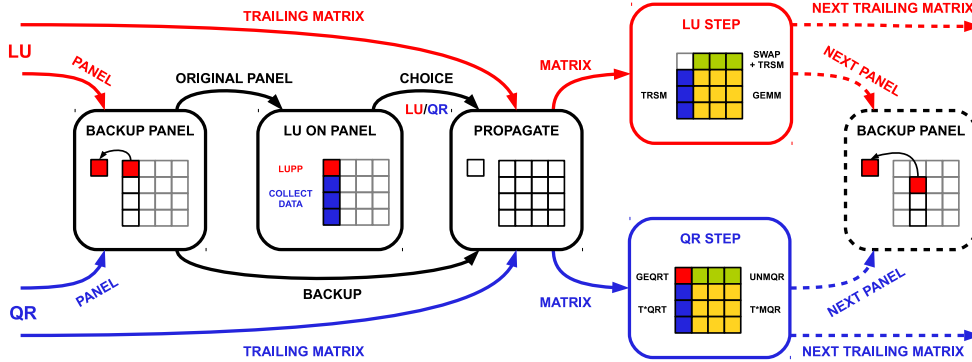 TRAILING MATRIX
LU STEP
NEXT TRAILING MATRIX
LU
PANEL
ORIGINAL PANEL
CHOICE
LU/QR
MATRIX
SWAP
+ TRSM
TRSM
GEMM
NEXT PANEL
BACKUP PANEL
LU ON PANEL
PROPAGATE
BACKUP PANEL
LUPP
COLLECT
DATA
QR STEP
GEQRT
UNMQR
T*QRT
T*MQR
PANEL
BACKUP
MATRIX
NEXT PANEL
QR
TRAILING MATRIX
NEXT TRAILING MATRIX